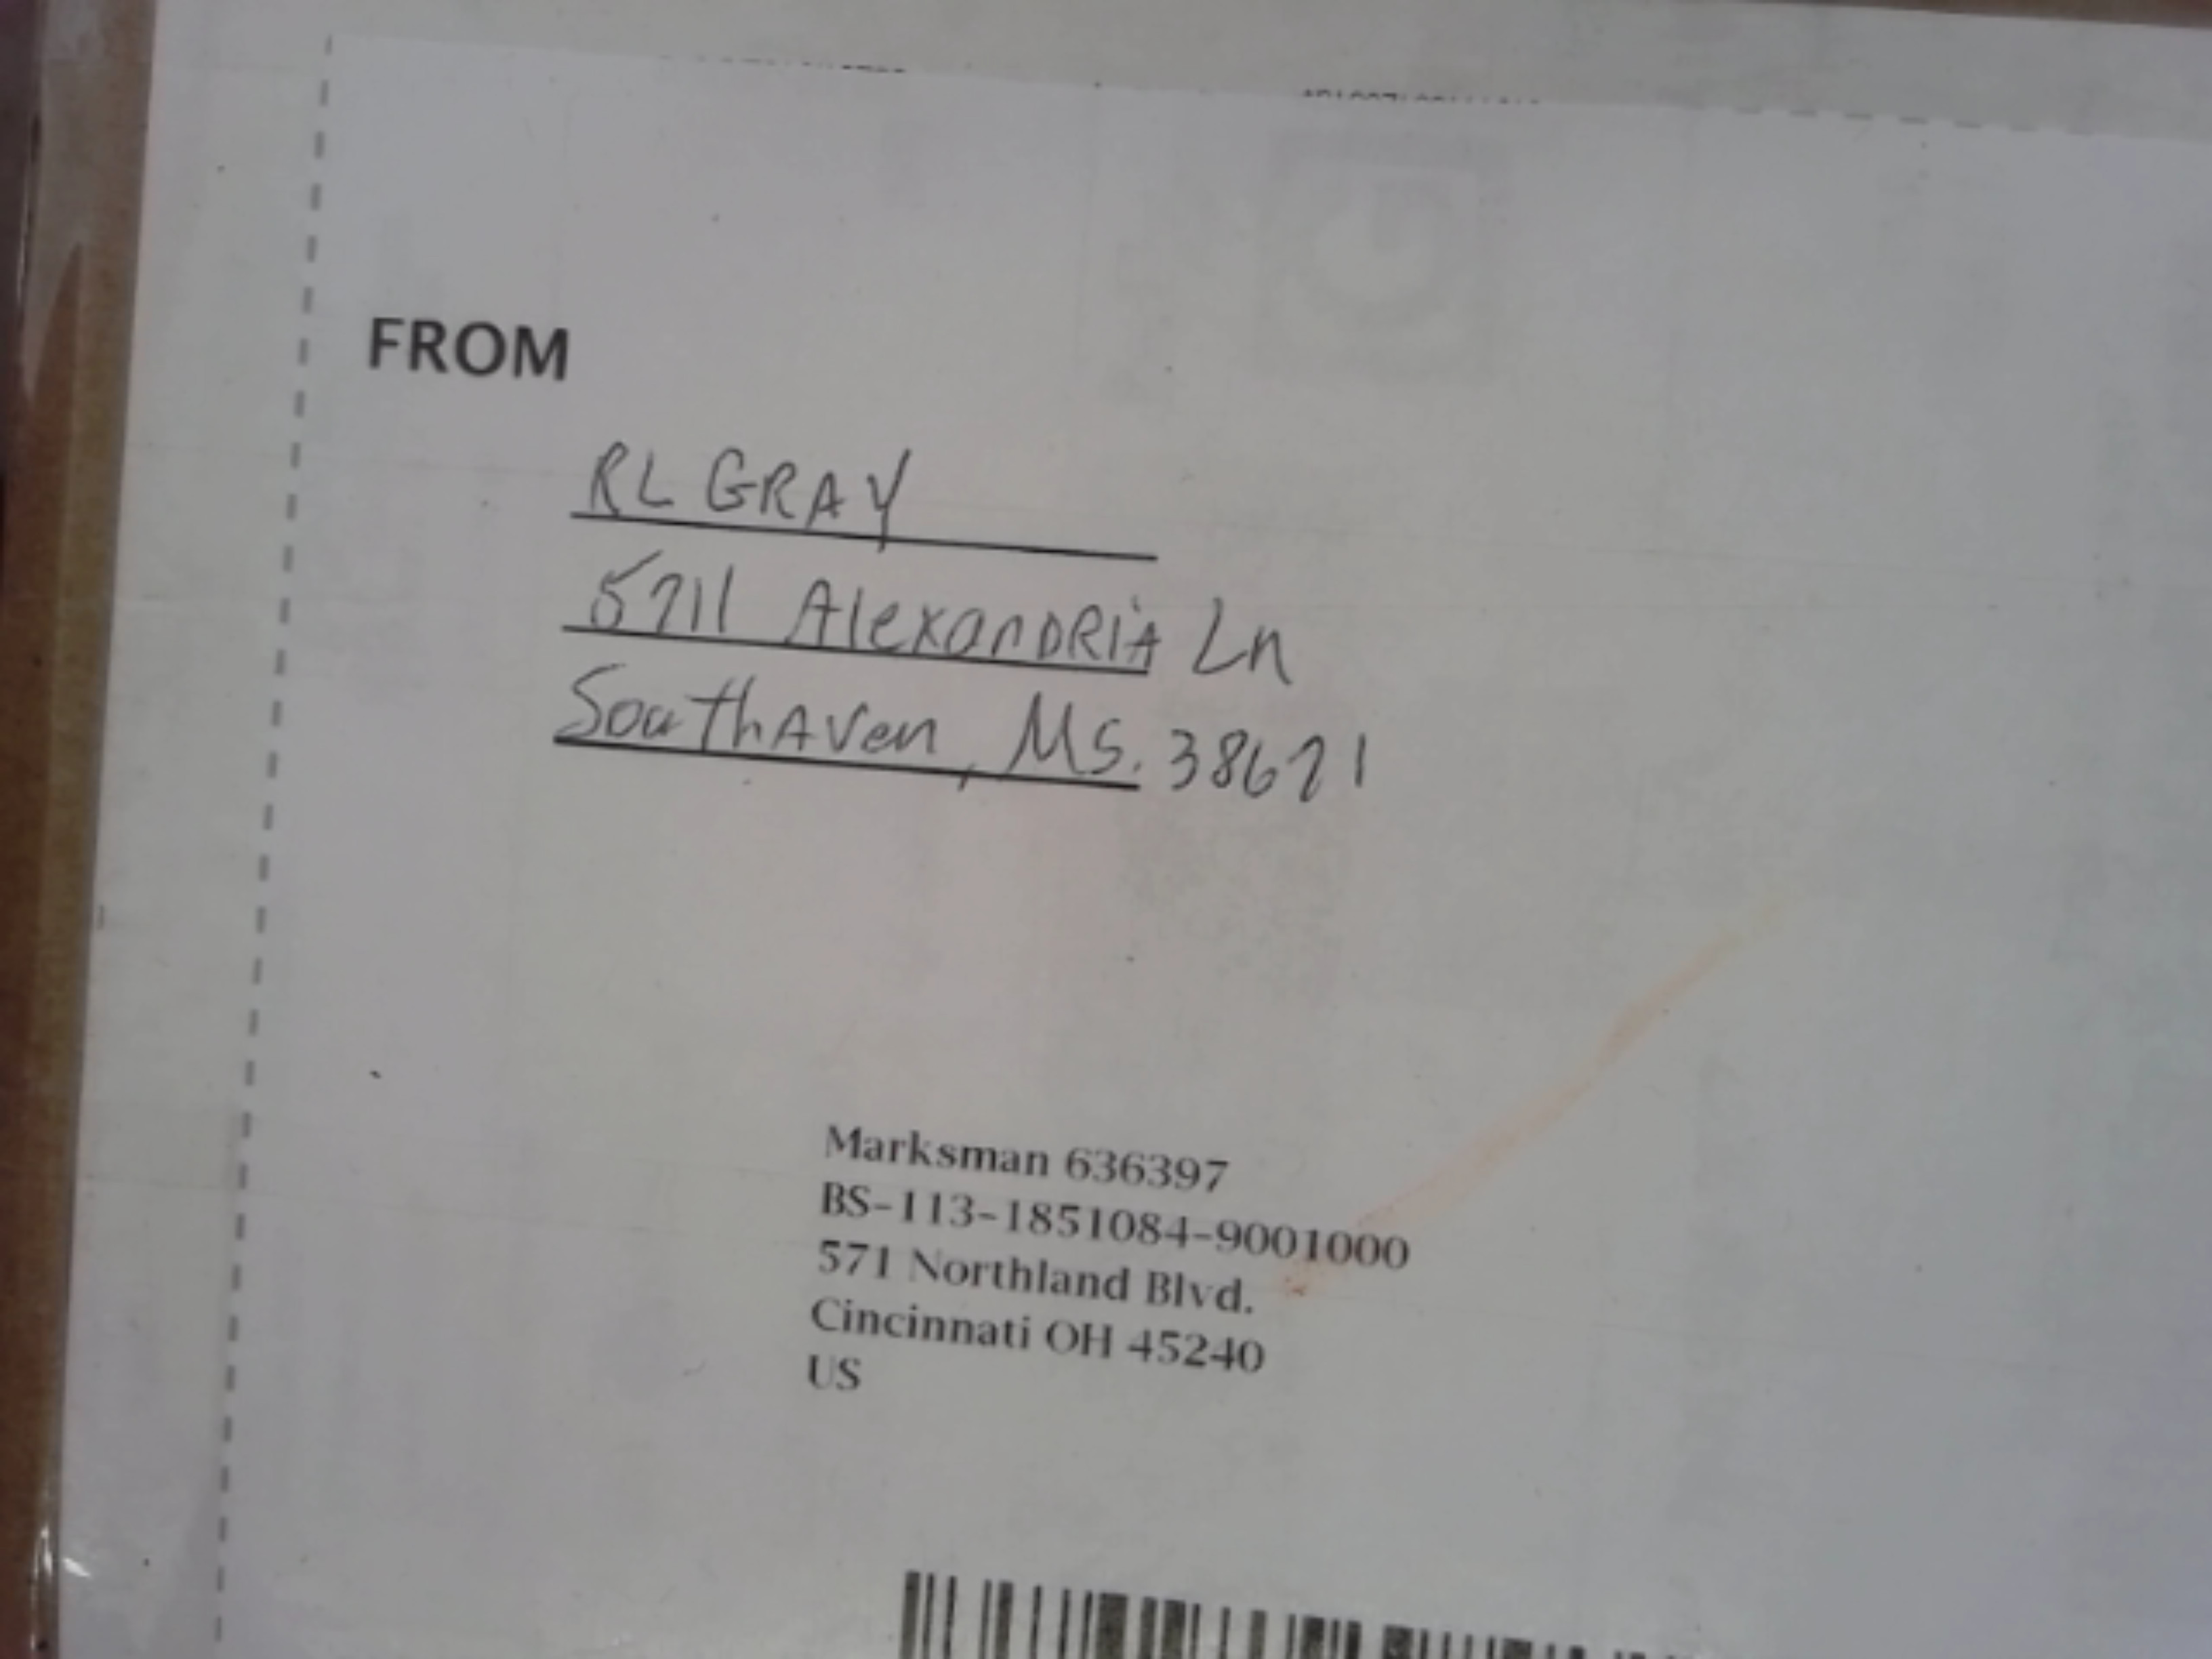 FROM
RL GRAY
5711 AlexanDRiA Ln
SouthAven, Ms. 38671
Marksman 636397
BS-113-1851084-9001000
571 Northland Blvd.
Cincinnati OH 45240
US